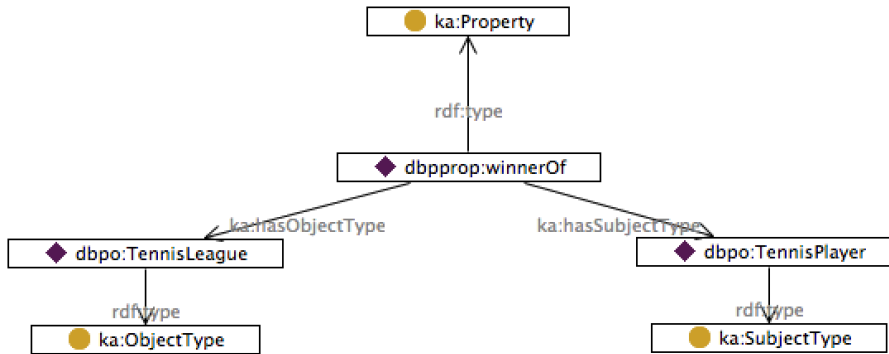 ka:Property
rdf:type
dbpprop:winnerOf
ka:hasObjectType
ka:hasSubjectType
dbpo:TennisLeague
dbpo:TennisPlayer
rdf:type
rdf:type
ka:ObjectType
ka:SubjectType